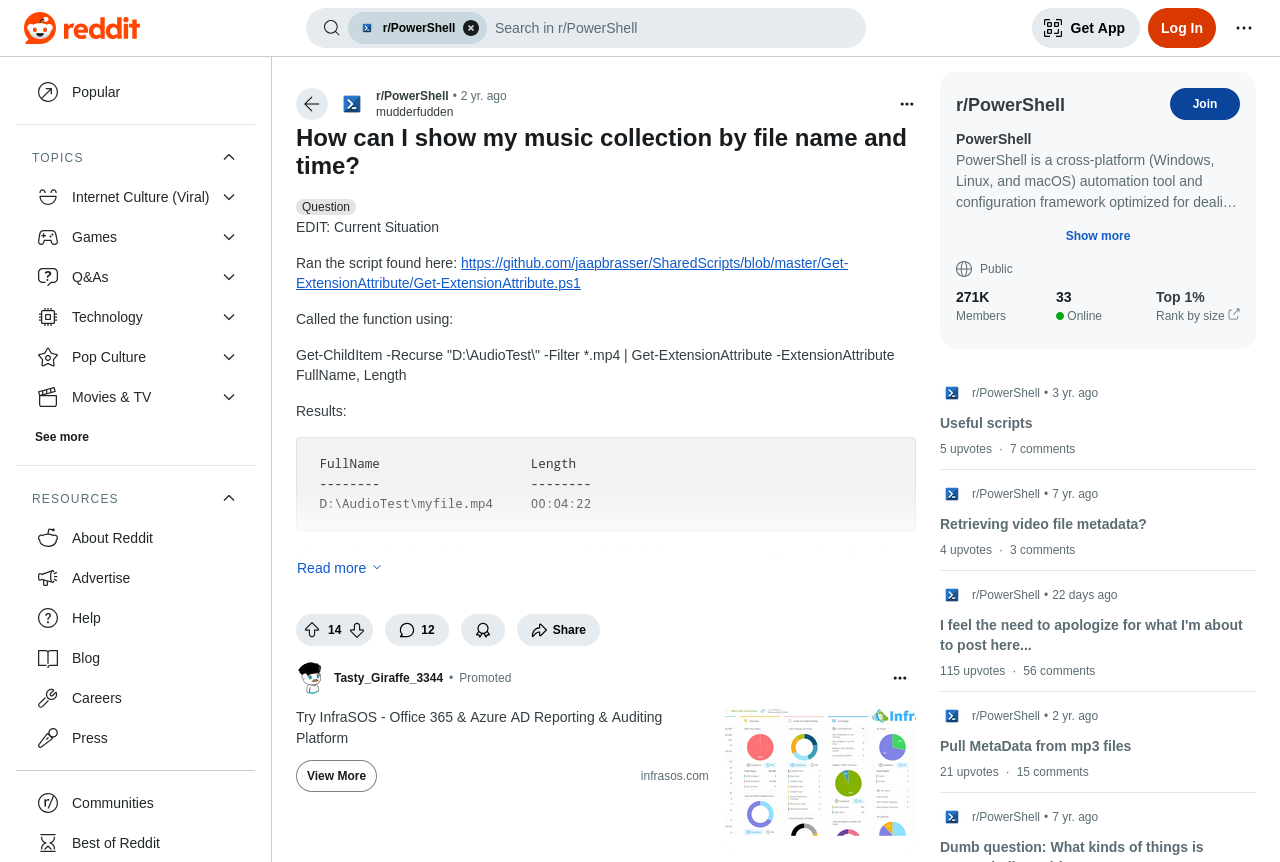 reddit
r/PowerShell
Search in r/PowerShell
Get App
Log In
Popular
TOPICS
Internet Culture (Viral)
Games
Q&As
Technology
Pop Culture
Movies & TV
See more
RESOURCES
About Reddit
Advertise
Help
Blog
Careers
Press
Communities
Best of Reddit
r/PowerShell • 2 yr. ago
mudderfudden
How can I show my music collection by file name and
time?
Question
EDIT: Current Situation
Ran the script found here: https://github.com/jaapbrasser/SharedScripts/blob/master/Get-
ExtensionAttribute/Get-ExtensionAttribute.ps1
Called the function using:
Get-ChildItem -Recurse "D:\AudioTest\" -Filter *.mp4 | Get-ExtensionAttribute -ExtensionAttribute
FullName, Length
Results:
FullName Length
-------- --------
D:\AudioTest\myfile.mp4 00:04:22
Read more
14
12
Share
Tasty_Giraffe_3344 • Promoted
Try InfraSOS - Office 365 & Azure AD Reporting & Auditing
Platform
View More
infrasos.com
Infra
r/PowerShell
Join
PowerShell
PowerShell is a cross-platform (Windows,
Linux, and macOS) automation tool and
configuration framework optimized for deali…
Show more
Public
271K 33 Top 1%
Members Online Rank by size
r/PowerShell • 3 yr. ago
Useful scripts
5 upvotes · 7 comments
r/PowerShell • 7 yr. ago
Retrieving video file metadata?
4 upvotes · 3 comments
r/PowerShell • 22 days ago
I feel the need to apologize for what I'm about
to post here...
115 upvotes · 56 comments
r/PowerShell • 2 yr. ago
Pull MetaData from mp3 files
21 upvotes · 15 comments
r/PowerShell • 7 yr. ago
Dumb question: What kinds of things is